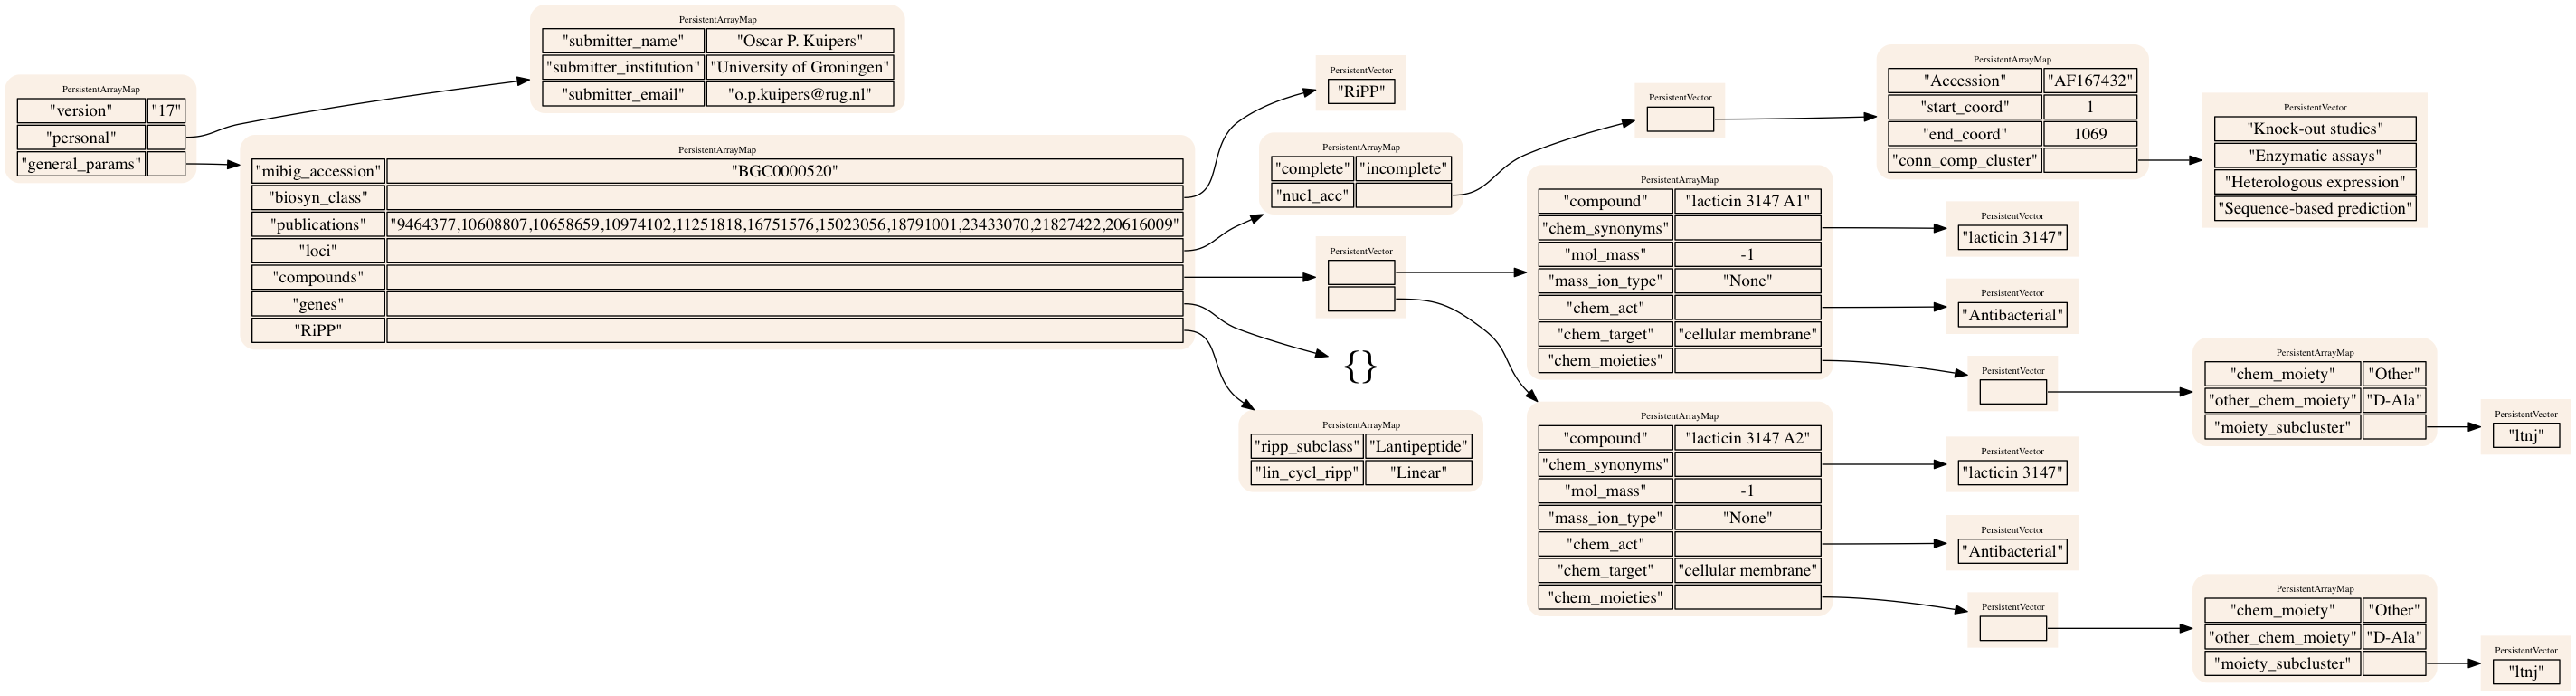 PersistentArrayMap
"version" "17"
"personal"
"general_params"
PersistentArrayMap
"submitter_name" "Oscar P. Kuipers"
"submitter_institution" "University of Groningen"
"submitter_email" "o.p.kuipers@rug.nl"
PersistentArrayMap
"mibig_accession" "BGC0000520"
"biosyn_class"
"publications" "9464377,10608807,10658659,10974102,11251818,16751576,15023056,18791001,23433070,21827422,20616009"
"loci"
"compounds"
"genes"
"RiPP"
PersistentVector
"RiPP"
PersistentArrayMap
"complete" "incomplete"
"nucl_acc"
PersistentVector
PersistentArrayMap
"Accession" "AF167432"
"start_coord" 1
"end_coord" 1069
"conn_comp_cluster"
PersistentVector
"Knock-out studies"
"Enzymatic assays"
"Heterologous expression"
"Sequence-based prediction"
PersistentVector
{}
PersistentArrayMap
"ripp_subclass" "Lantipeptide"
"lin_cycl_ripp" "Linear"
PersistentArrayMap
"compound" "lacticin 3147 A1"
"chem_synonyms"
"mol_mass" -1
"mass_ion_type" "None"
"chem_act"
"chem_target" "cellular membrane"
"chem_moieties"
PersistentVector
"lacticin 3147"
PersistentVector
"Antibacterial"
PersistentVector
PersistentArrayMap
"chem_moiety" "Other"
"other_chem_moiety" "D-Ala"
"moiety_subcluster"
PersistentVector
"ltnj"
PersistentArrayMap
"compound" "lacticin 3147 A2"
"chem_synonyms"
"mol_mass" -1
"mass_ion_type" "None"
"chem_act"
"chem_target" "cellular membrane"
"chem_moieties"
PersistentVector
"lacticin 3147"
PersistentVector
"Antibacterial"
PersistentVector
PersistentArrayMap
"chem_moiety" "Other"
"other_chem_moiety" "D-Ala"
"moiety_subcluster"
PersistentVector
"ltnj"